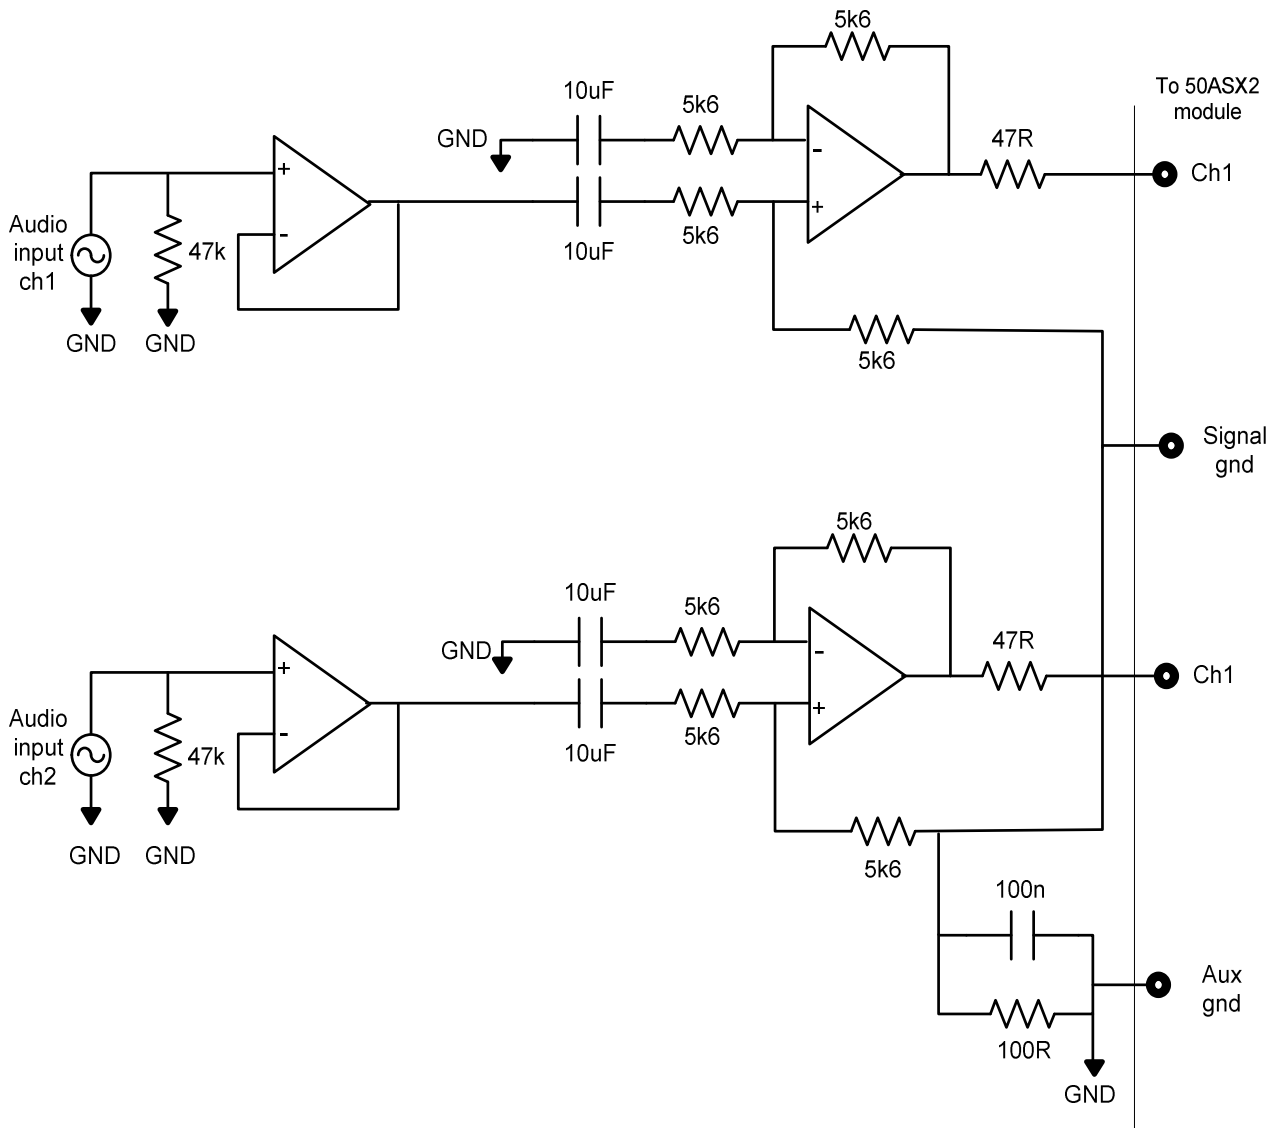 5k6
To 50ASX2
module
10uF
5k6
GND
47R
-
Ch1
+
Audio
input
ch1
47k
-
+
10uF
5k6
GND
GND
5k6
Signal
gnd
5k6
10uF
5k6
GND
47R
-
Ch1
+
Audio
input
ch2
47k
-
+
10uF
5k6
GND
GND
5k6
100n
Aux
gnd
100R
GND